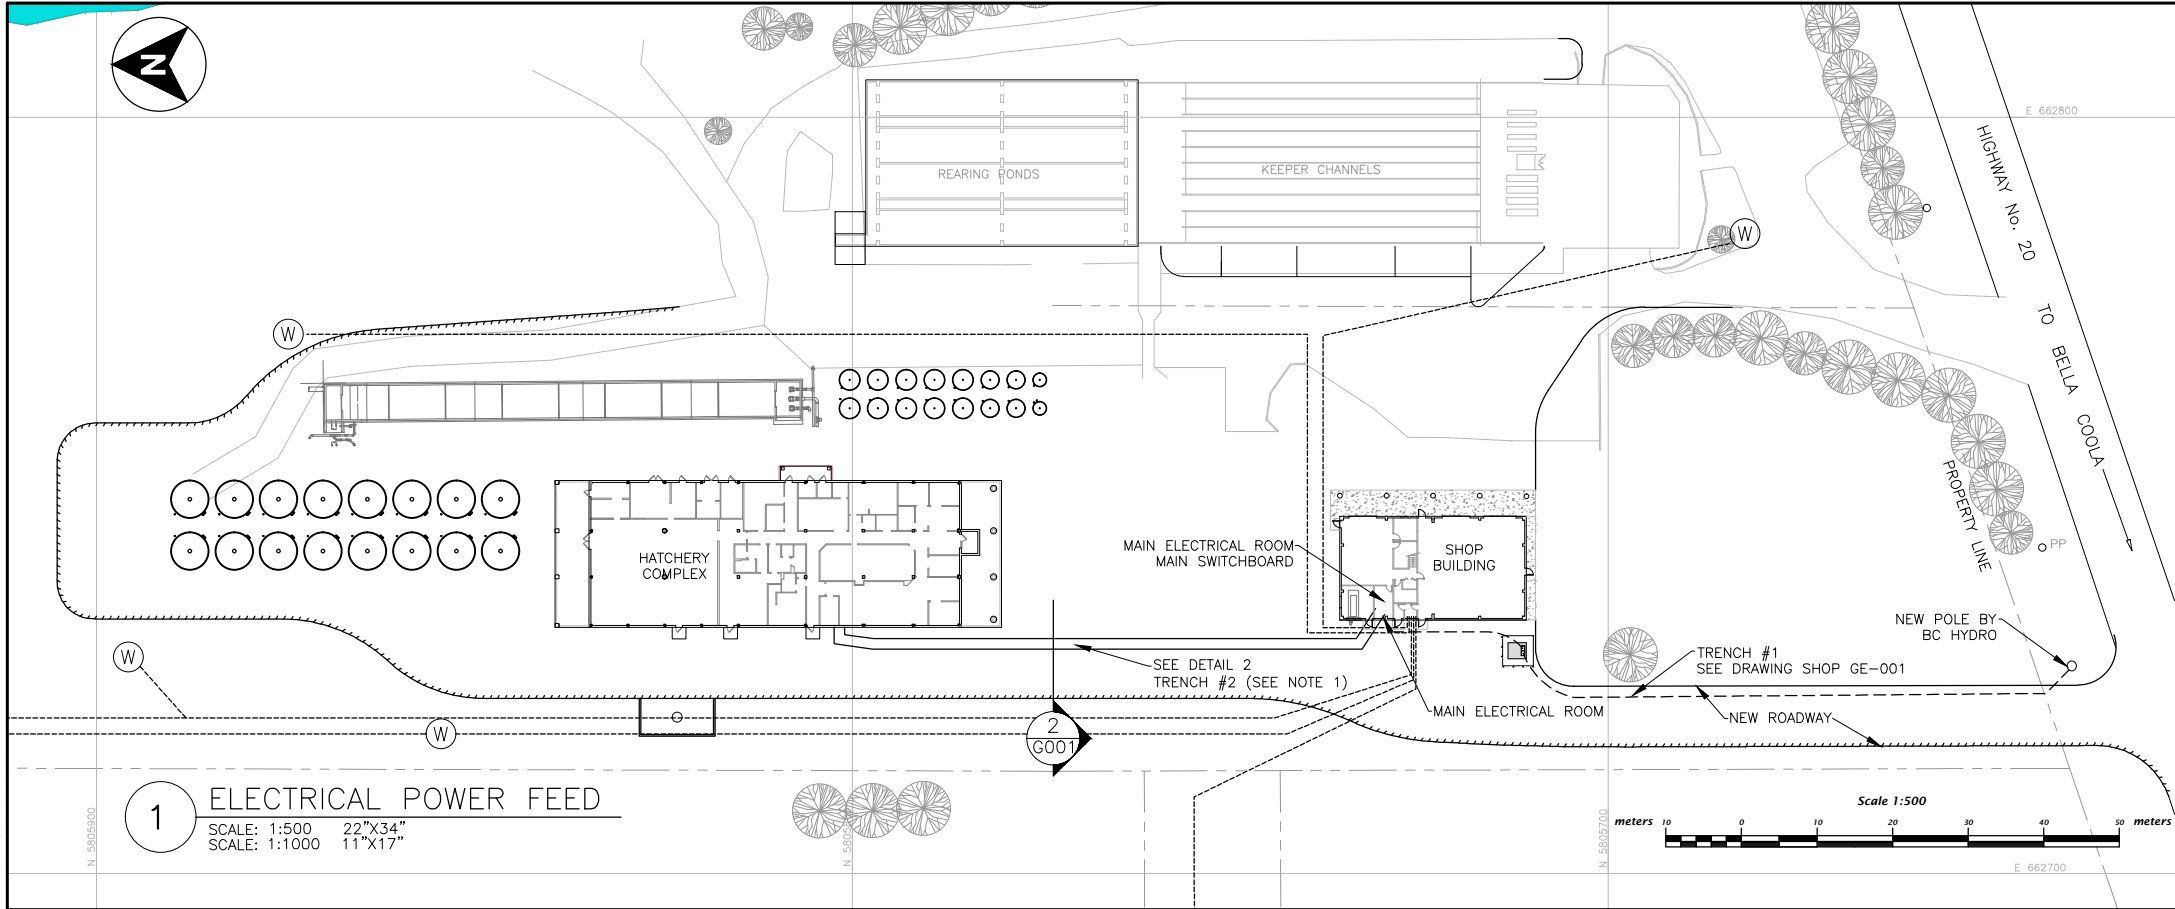 N
E 662800
HIGHWAY No. 20 TO BELLA COOLA
REARING PONDS
KEEPER CHANNELS
W
W
PROPERTY LINE
PP
MAIN ELECTRICAL ROOM
MAIN SWITCHBOARD
SHOP
BUILDING
HATCHERY
COMPLEX
NEW POLE BY
BC HYDRO
W
SEE DETAIL 2
TRENCH #2 (SEE NOTE 1)
TRENCH #1
SEE DRAWING SHOP GE-001
MAIN ELECTRICAL ROOM
NEW ROADWAY
W
2
G001
1
ELECTRICAL POWER FEED
SCALE: 1:500 22"X34"
SCALE: 1:1000 11"X17"
N 5805900
N 5805700
Scale 1:500
meters 10 0 10 20 30 40 50 meters
E 662700